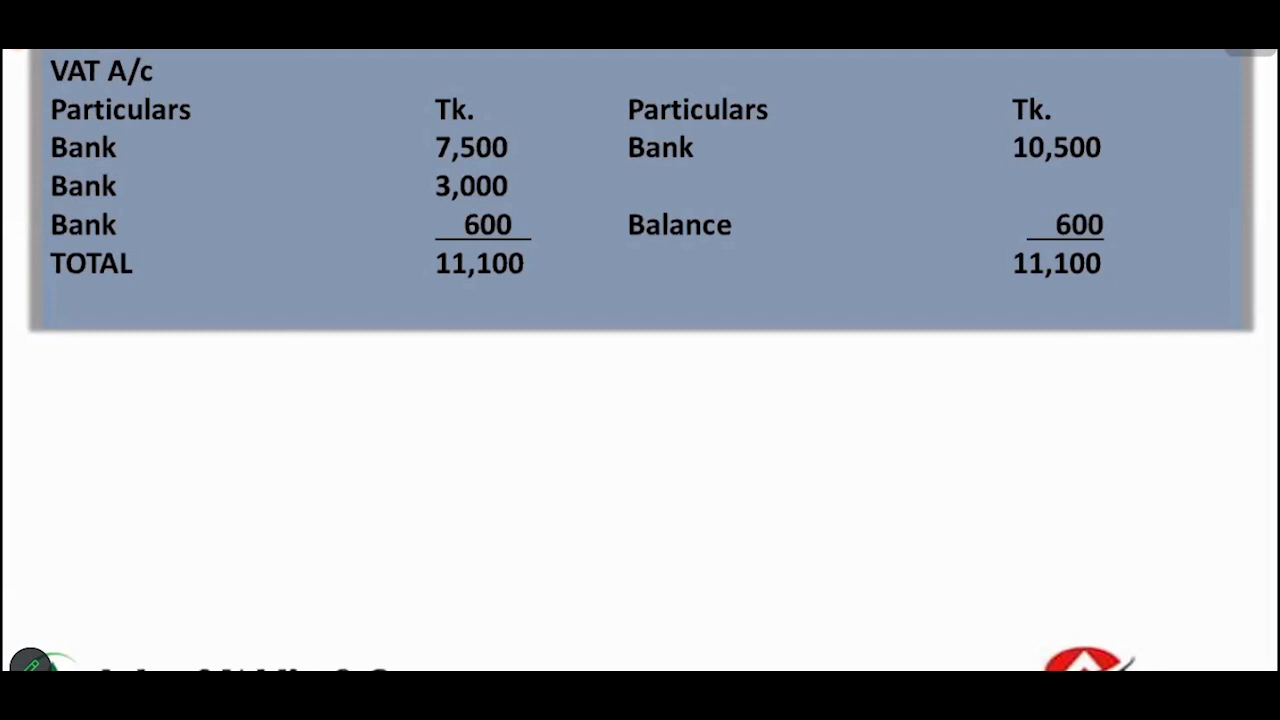 VAT A/c
Particulars Tk. Particulars Tk.
Bank 7,500 Bank 10,500
Bank 3,000
Bank 600 Balance 600
TOTAL 11,100 11,100